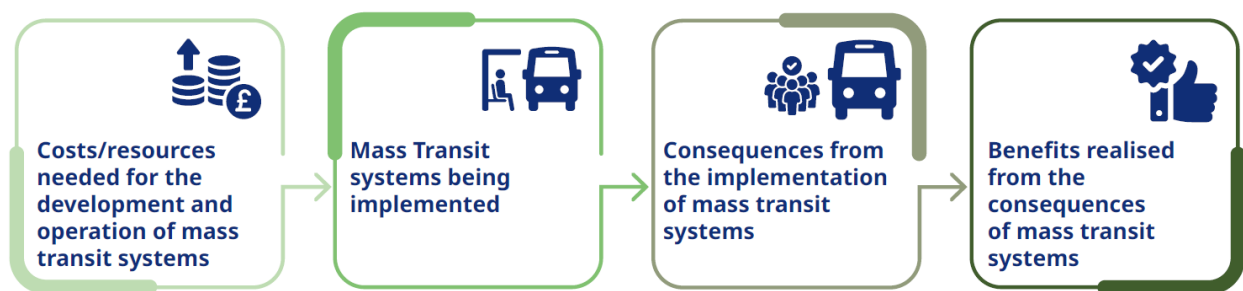 £
Costs/resources
needed for the
development and
operation of mass
transit systems
Mass Transit
systems being
implemented
Consequences from
the implementation
of mass transit
systems
Benefits realised
from the
consequences
of mass transit
systems